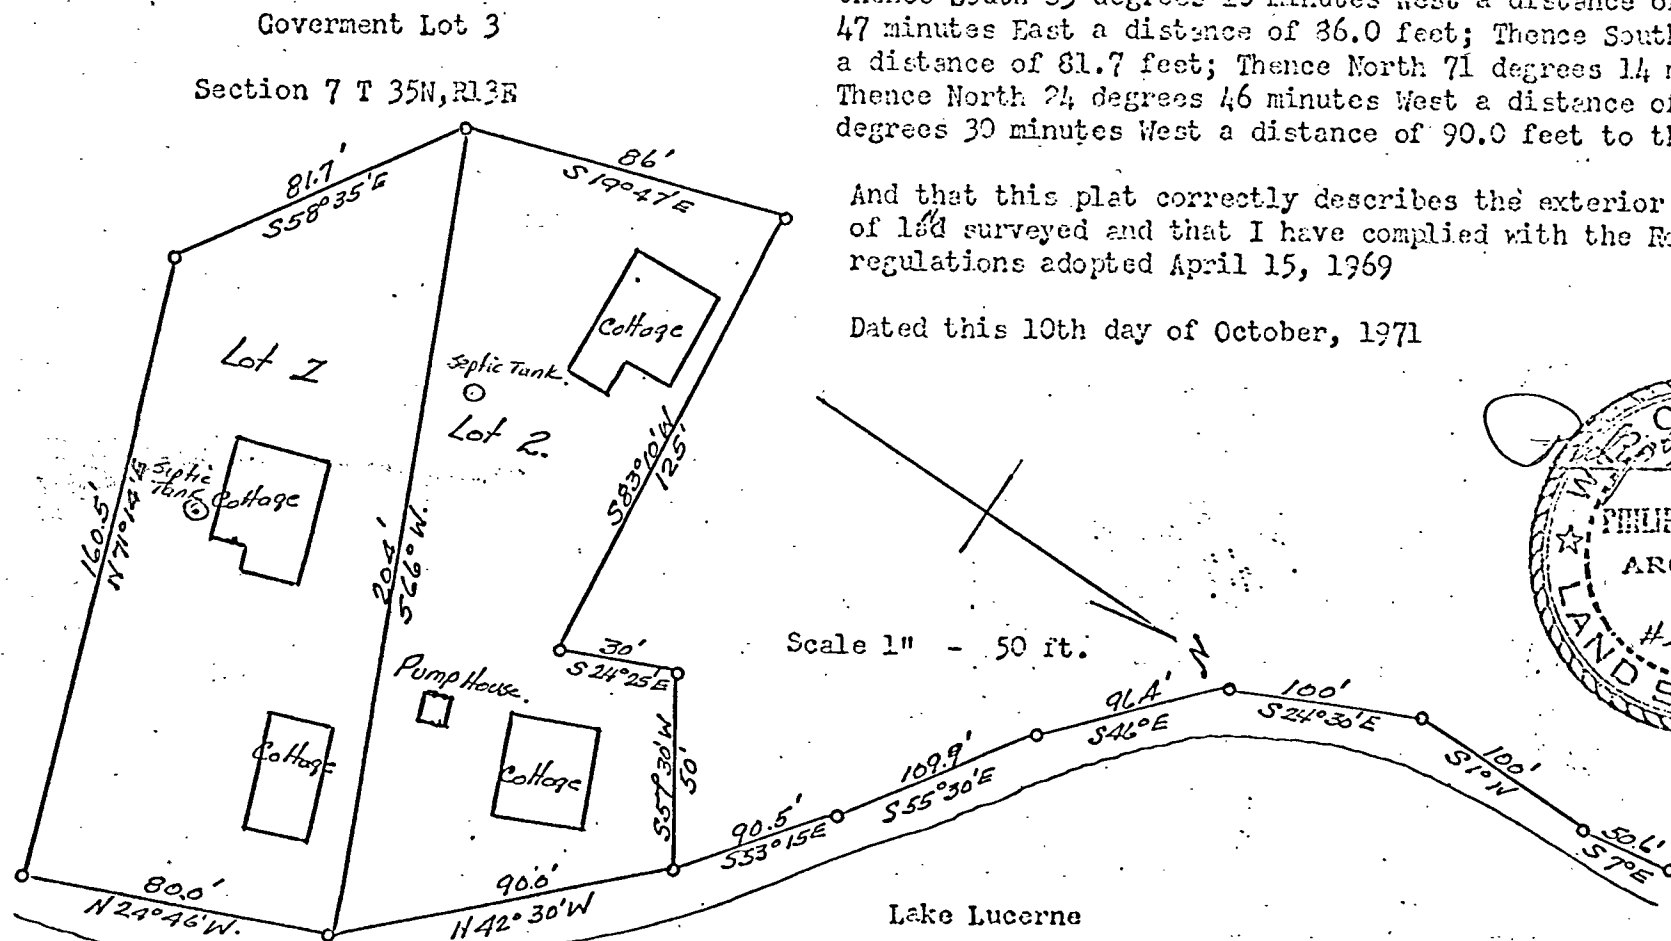 Goverment Lot 3
Section 7 T 35N, R13E
47 minutes East a distance of 86.0 feet; Thence South
a distance of 81.7 feet; Thence North 71 degrees 14
Thence North 24 degrees 46 minutes West a distance of
degrees 30 minutes West a distance of 90.0 feet to
And that this plat correctly describes the exterior
of land surveyed and that I have complied with the
regulations adopted April 15, 1969
Dated this 10th day of October, 1971
81.7'
S58°35'E
86'
S19°47'E
Cottage
Lot 1
Septic Tank.
Lot 2.
Septic
Tank
Cottage
160.5'
N71°14'E
204'
S66°W.
S83°10'W
125'
30'
S24°25'E
Pump House.
Cottage
Cottage
S57°30'W
50'
80.0'
N24°46'W.
90.0'
N42°30'W
90.5'
S53°15E
109.9'
S55°30'E
96.4'
S46°E
100'
S24°30'E
100'
S1°W
50.6'
S7°E
Scale 1" - 50 ft.
N
Lake Lucerne
LAND